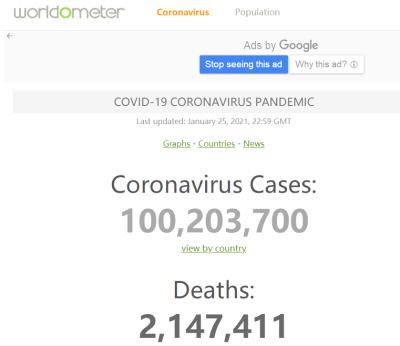 worldometer Coronavirus Population
Ads by Google
Stop seeing this ad Why this ad?
COVID-19 CORONAVIRUS PANDEMIC
Last updated: January 25, 2021, 22:59 GMT
Graphs - Countries - News
Coronavirus Cases:
100,203,700
view by country
Deaths:
2,147,411